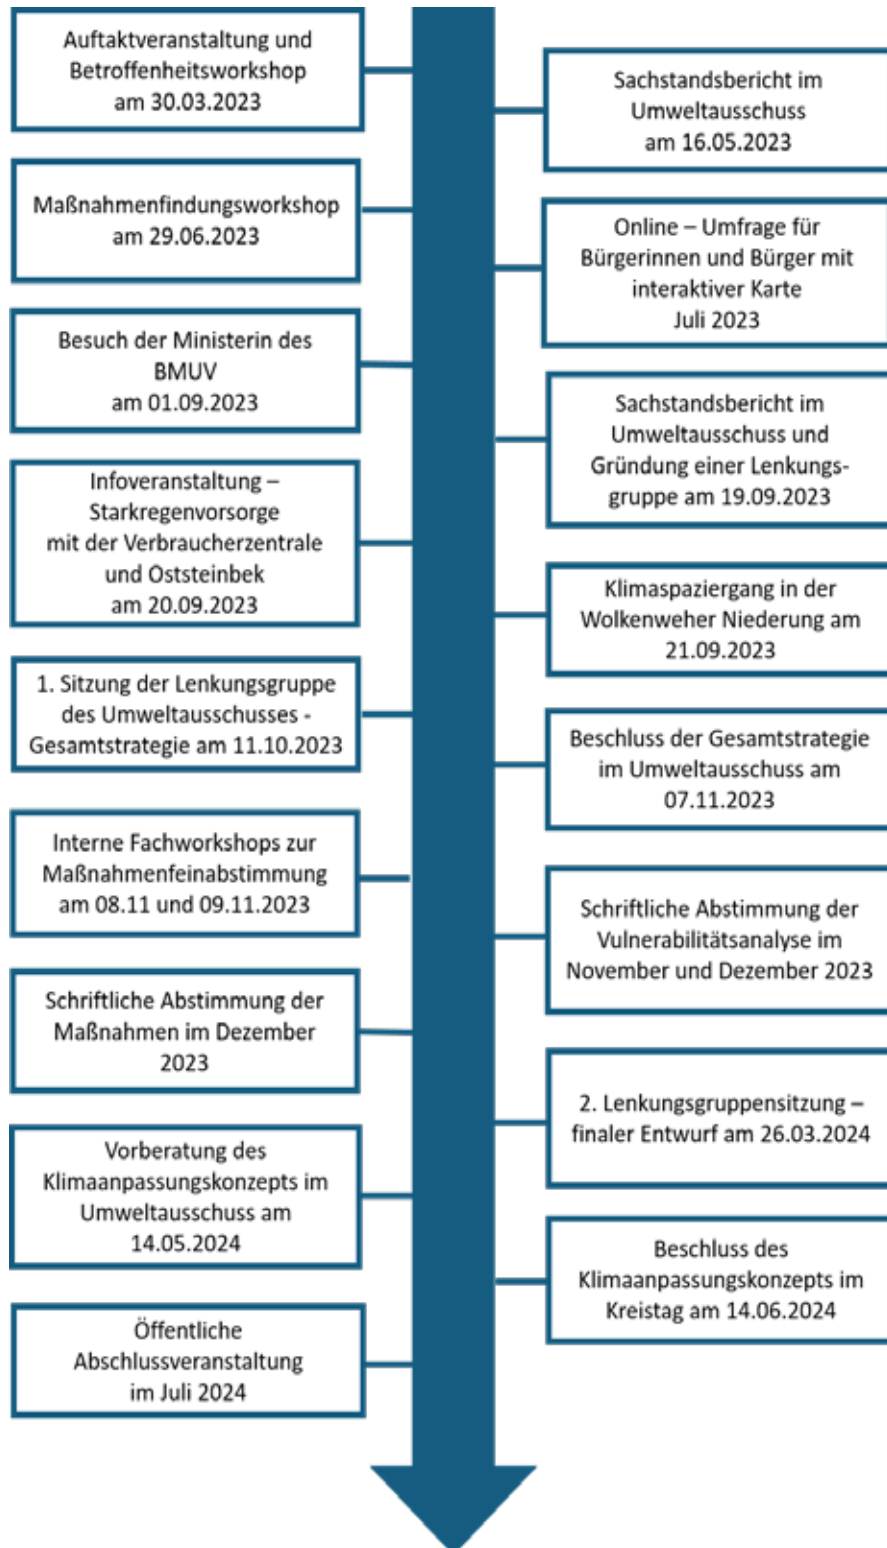 Auftaktveranstaltung und
Betroffenheitsworkshop
am 30.03.2023
Sachstandsbericht im
Umweltausschuss
am 16.05.2023
Maßnahmenfindungsworkshop
am 29.06.2023
Online – Umfrage für
Bürgerinnen und Bürger mit
interaktiver Karte
Juli 2023
Besuch der Ministerin des
BMUV
am 01.09.2023
Sachstandsbericht im
Umweltausschuss und
Gründung einer Lenkungs-
gruppe am 19.09.2023
Infoveranstaltung –
Starkregenvorsorge
mit der Verbraucherzentrale
und Oststeinbek
am 20.09.2023
Klimaspaziergang in der
Wolkenweher Niederung am
21.09.2023
1. Sitzung der Lenkungsgruppe
des Umweltausschusses -
Gesamtstrategie am 11.10.2023
Beschluss der Gesamtstrategie
im Umweltausschuss am
07.11.2023
Interne Fachworkshops zur
Maßnahmenfeinabstimmung
am 08.11 und 09.11.2023
Schriftliche Abstimmung der
Vulnerabilitätsanalyse im
November und Dezember 2023
Schriftliche Abstimmung der
Maßnahmen im Dezember
2023
2. Lenkungsgruppensitzung –
finaler Entwurf am 26.03.2024
Vorberatung des
Klimaanpassungskonzepts im
Umweltausschuss am
14.05.2024
Beschluss des
Klimaanpassungskonzepts im
Kreistag am 14.06.2024
Öffentliche
Abschlussveranstaltung
im Juli 2024